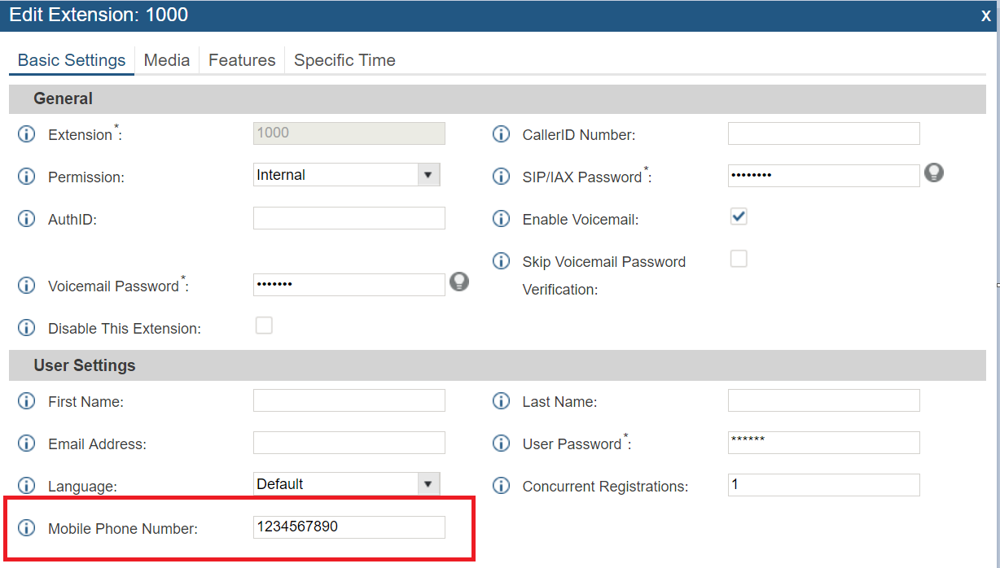 Edit Extension: 1000 X
Basic Settings Media Features Specific Time
General
Extension*: 1000 CallerID Number:
Permission: Internal SIP/IAX Password*: ••••••••
AuthID: Enable Voicemail:
Skip Voicemail Password
Verification:
Voicemail Password*: •••••••
Disable This Extension:
User Settings
First Name: Last Name:
Email Address: User Password*: ******
Language: Default Concurrent Registrations: 1
Mobile Phone Number: 1234567890